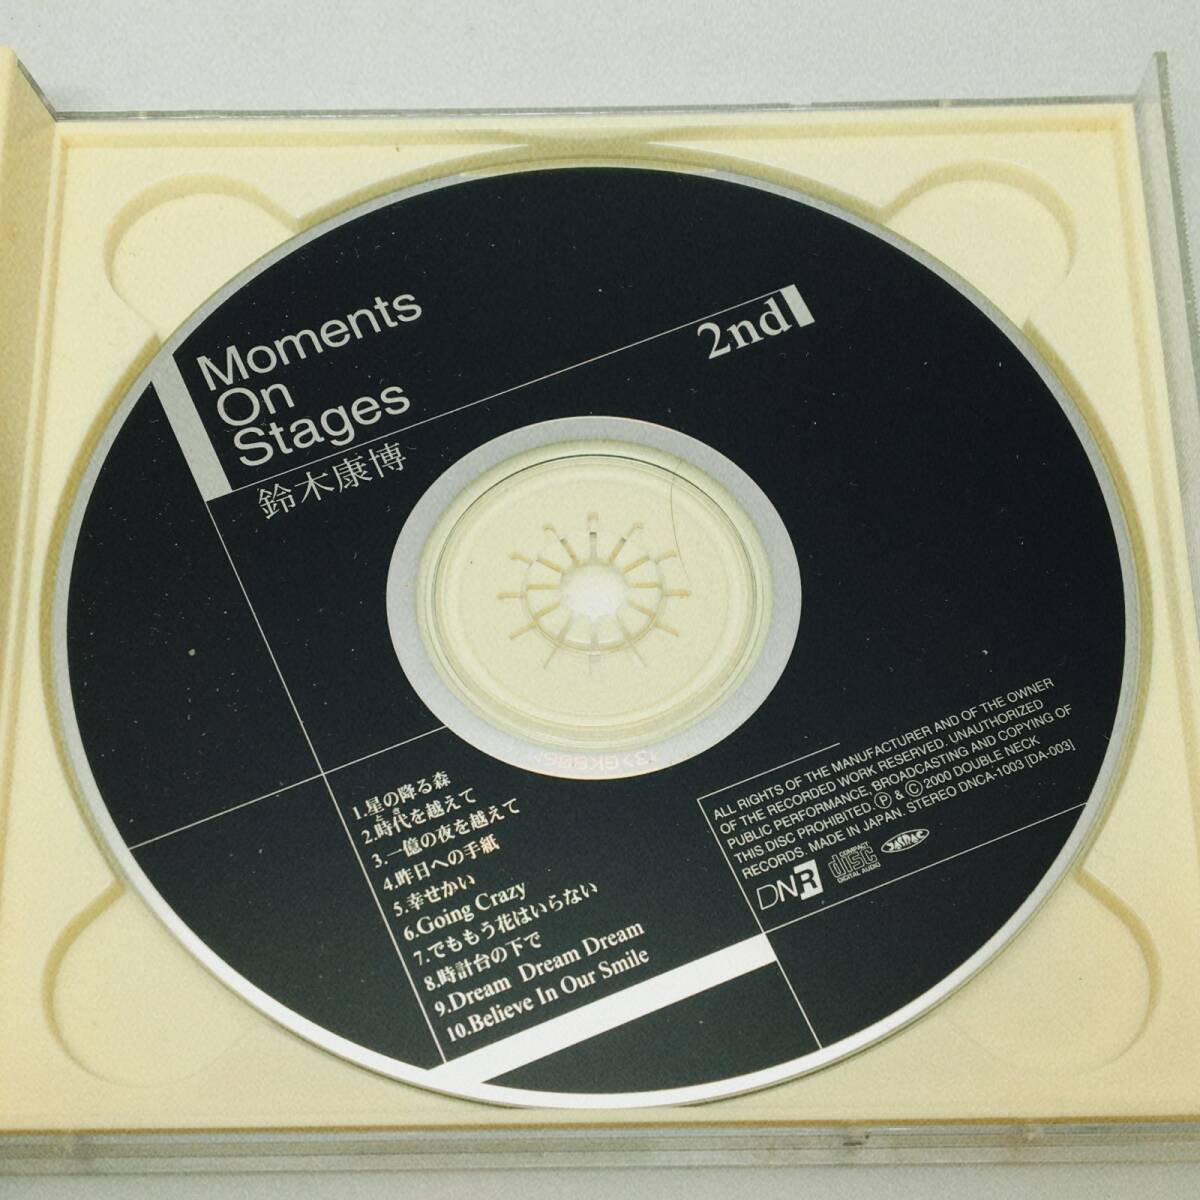 Moments
On
Stages
鈴木康博
2nd
1.星の降る森
2.時代を越えて
3.一億の夜を越えて
4.昨日への手紙
5.幸せかい
6.Going Crazy
7.でももう花はいらない
8.時計台の下で
9.Dream Dream Dream
10.Believe In Our Smile
ALL RIGHTS OF THE MANUFACTURER AND OF THE OWNER
OF THE RECORDED WORK RESERVED. UNAUTHORIZED
PUBLIC PERFORMANCE, BROADCASTING AND COPYING OF
THIS DISC PROHIBITED. Ⓟ & © 2000 DOUBLE NECK
RECORDS. MADE IN JAPAN. STEREO DNCA-1003 [DA-003]
DNR
COMPACT
disc
DIGITAL AUDIO
JASRAC